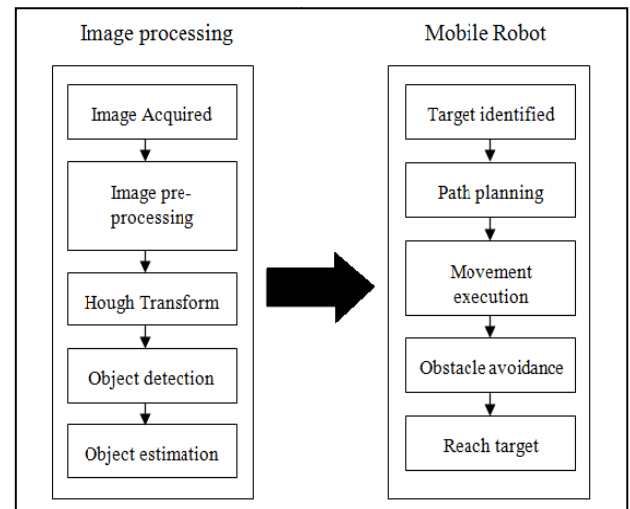 Image processing
Image Acquired
Image pre-
processing
Hough Transform
Object detection
Object estimation
Mobile Robot
Target identified
Path planning
Movement
execution
Obstacle avoidance
Reach target